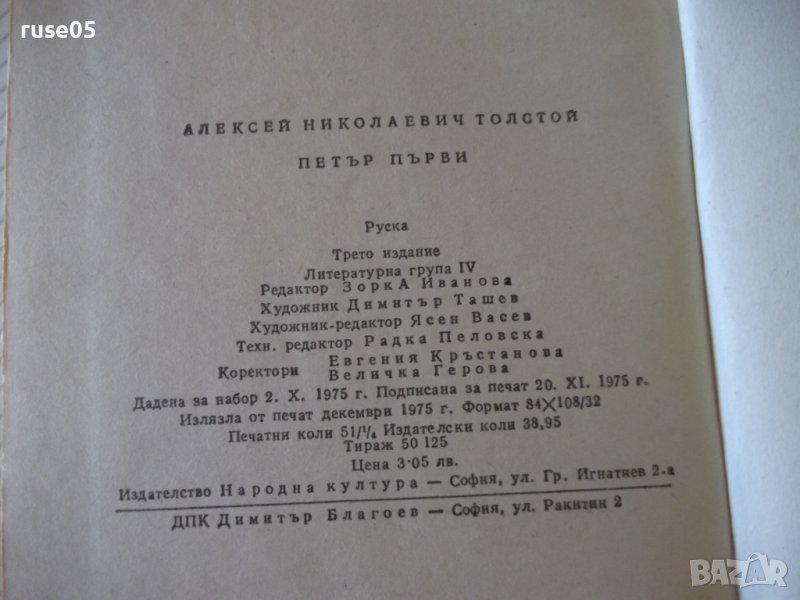 ruse05
АЛЕКСЕЙ НИКОЛАЕВИЧ ТОЛСТОЙ
ПЕТЪР ПЪРВИ
Руска
Трето издание
Литературна група IV
Редактор ЗоркА Иванова
Художник Димитър Ташев
Художник-редактор Ясен Васев
Техн. редактор Радка Пеловска
Коректори Евгения Кръстанова
Величка Герова
Дадена за набор 2. X. 1975 г. Подписана за печат 20. XI. 1975 г.
Излязла от печат декември 1975 г. Формат 84X108/32
Печатни коли 51/¹/₄ Издателски коли 38,95
Тираж 50 125
Цена 3·05 лв.
Издателство Народна култура — София, ул. Гр. Игнатиев 2-а
ДПК Димитър Благоев — София, ул. Ракитин 2
BAZAR